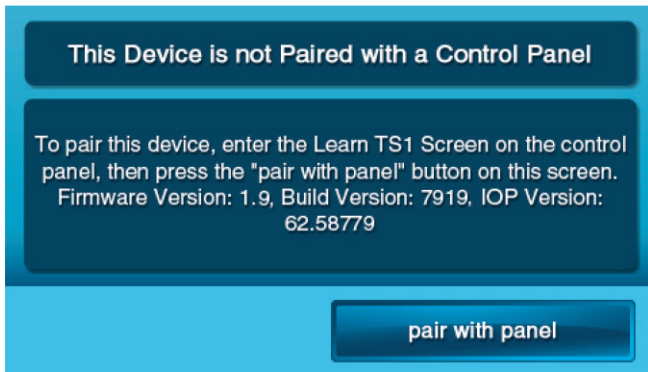 This Device is not Paired with a Control Panel
To pair this device, enter the Learn TS1 Screen on the control
panel, then press the "pair with panel" button on this screen.
Firmware Version: 1.9, Build Version: 7919, IOP Version:
62.58779
pair with panel